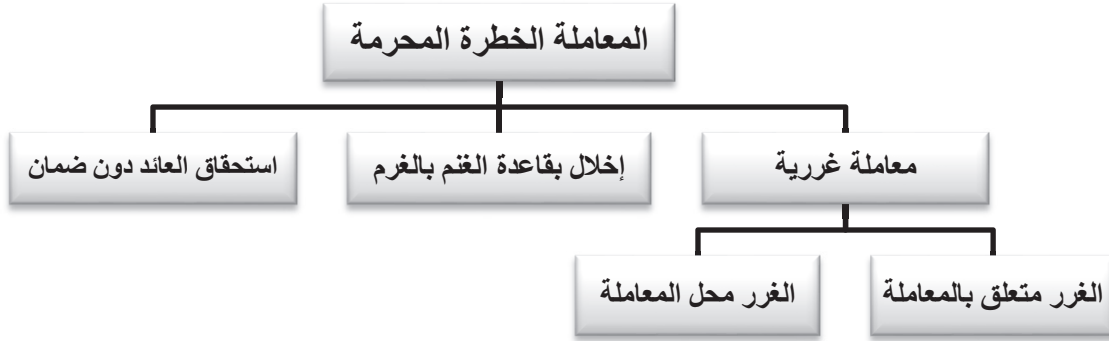 المعاملة الخطرة المحرمة
معاملة غررية
إخلال بقاعدة الغنم بالغرم
استحقاق العائد دون ضمان
الغرر متعلق بالمعاملة
الغرر محل المعاملة